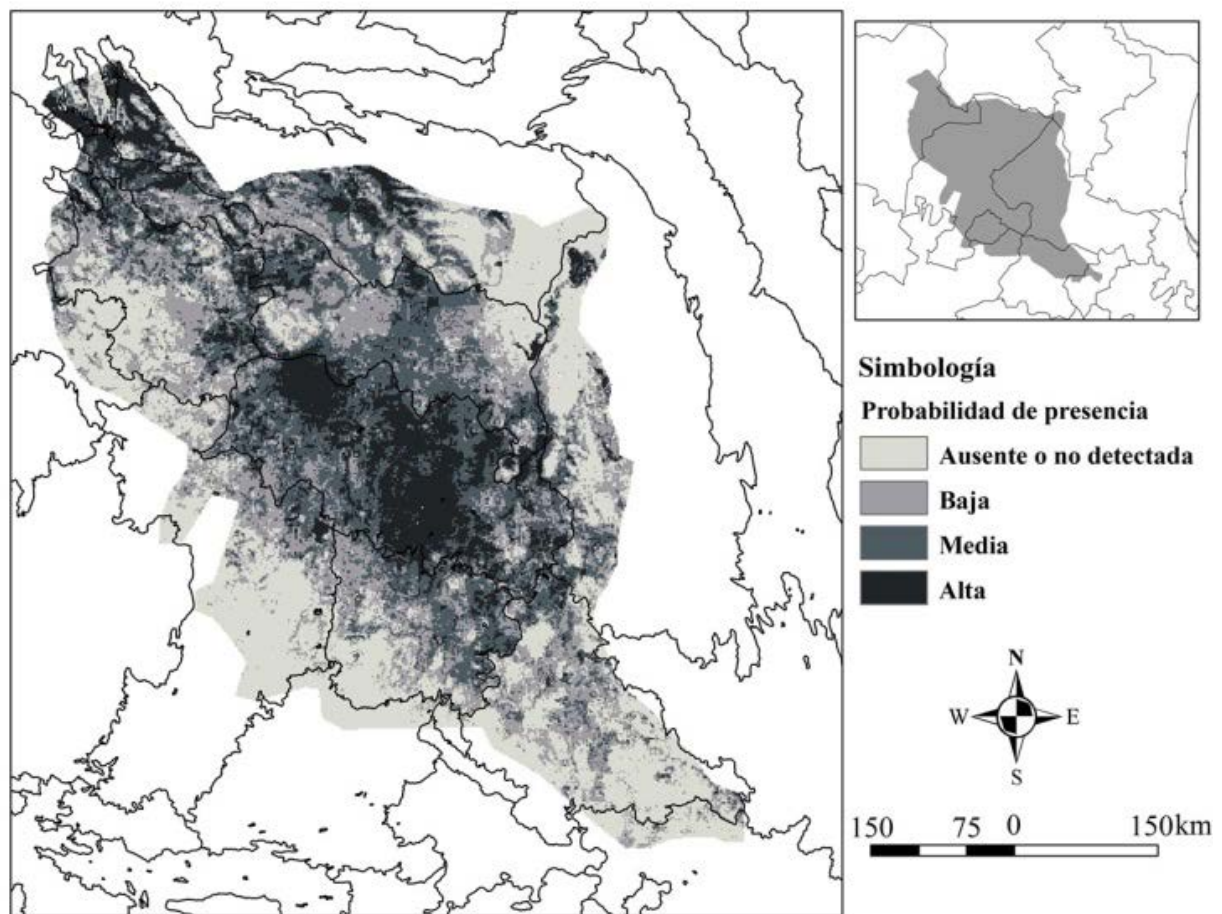 Simbología
Probabilidad de presencia
Ausente o no detectada
Baja
Media
Alta
N
W E
S
150 75 0 150km